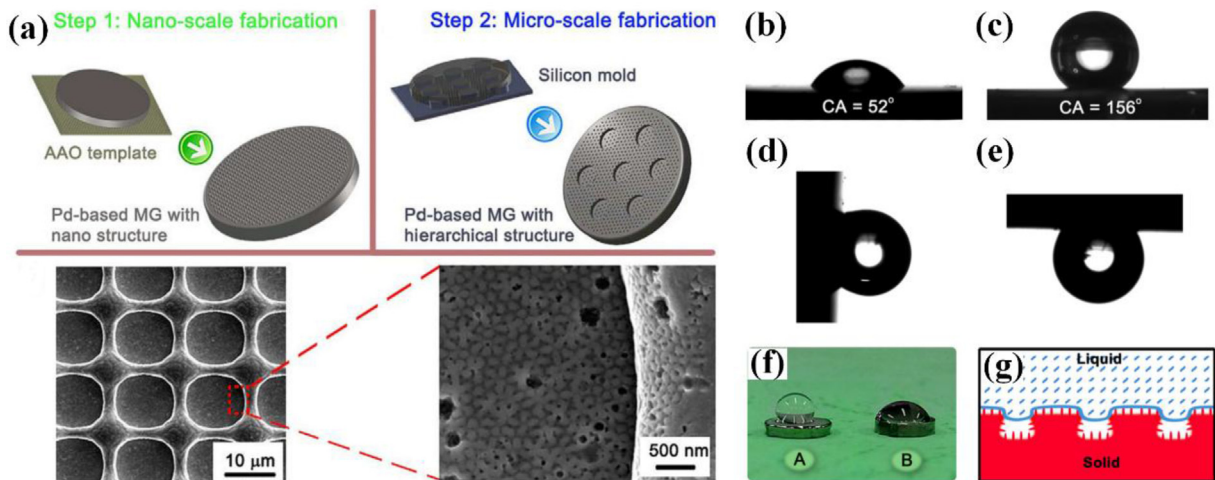 (a)
Step 1: Nano-scale fabrication
Step 2: Micro-scale fabrication
AAO template
Pd-based MG with
nano structure
Silicon mold
Pd-based MG with
hierarchical structure
10 μm
500 nm
(b)
CA = 52°
(c)
CA = 156°
(d)
(e)
(f)
A
B
(g)
Liquid
Solid